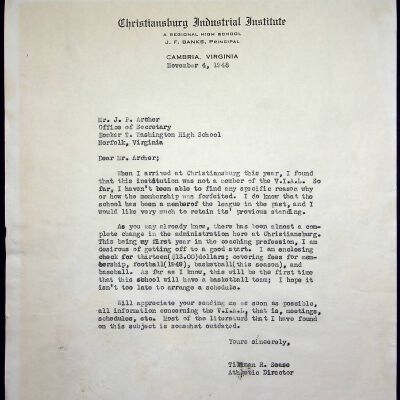 Christiansburg Industrial Institute
A REGIONAL HIGH SCHOOL
J. F. BANKS, PRINCIPAL
CAMBRIA, VIRGINIA
November 4, 1948
Mr. J. P. Archer
Office of Secretary
Booker T. Washington High School
Norfolk, Virginia
Dear Mr. Archer;
When I arrived at Christiansburg this year, I found
that this institution was not a member of the V.I.A.L. So
far, I haven't been able to find any specific reason why
or how the membership was forfeited. I do know that the
school has been a member of the league in the past, and I
would like very much to retain its' previous standing.
As you may already know, there has been almost a com-
plete change in the administration here at Christiansburg.
This being my first year in the coaching profession, I am
desirous of getting off to a good start. I am enclosing
check for thirteen($13.00)dollars; covering fees for mem-
bership, football(1949), basketball(this season), and
baseball. As far as I know, this will be the first time
that this school will have a basketball team; I hope it
isn't too late to arrange a schedule.
Will appreciate your sending me as soon as possible,
all information concerning the V.I.A.L, that is, meetings,
schedules, etc. Most of the literature that I have found
on this subject is somewhat outdated.
Yours sincerely,
Tillman R. Sease
Athletic Director